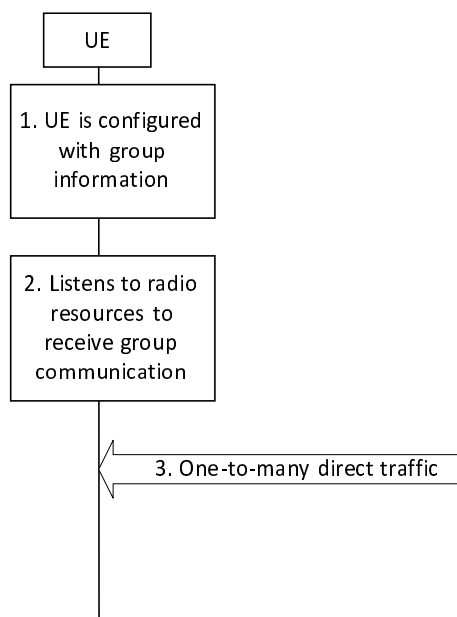 UE
1. UE is configured
with group
information
2. Listens to radio
resources to
receive group
communication
3. One-to-many direct traffic